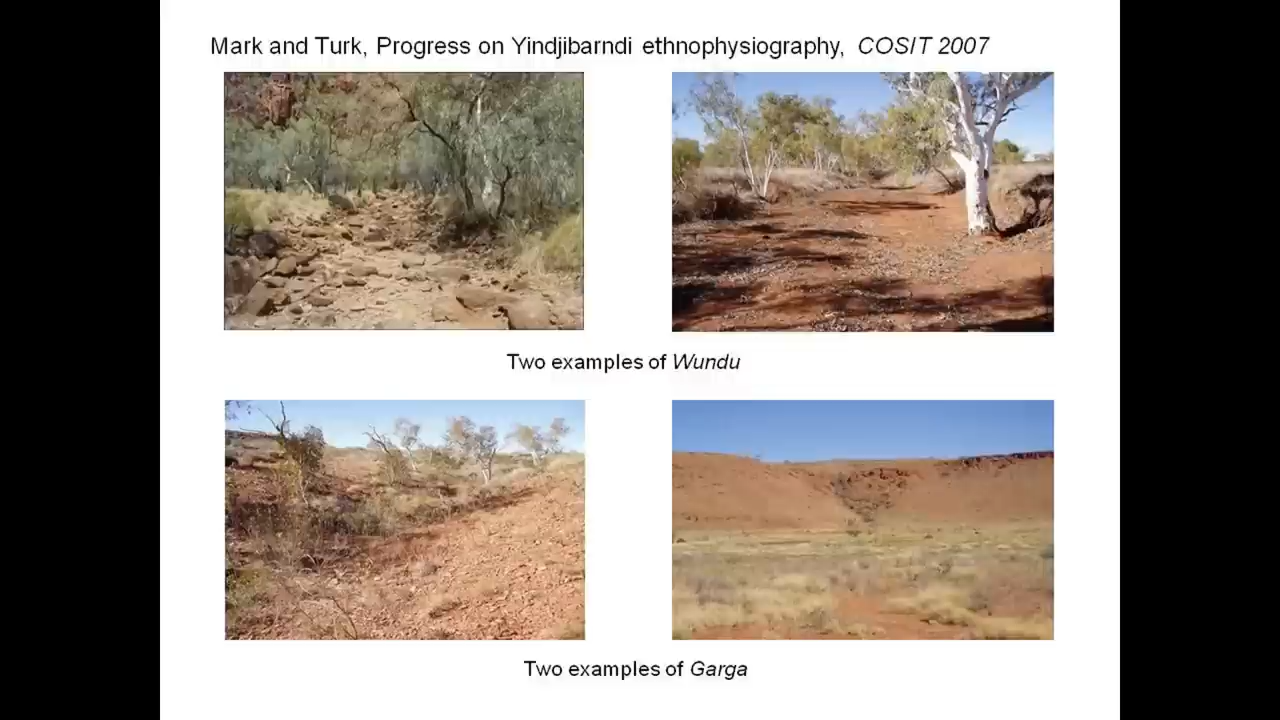 Mark and Turk, Progress on Yindjibarndi ethnophysiography, COSIT 2007
Two examples of Wundu
Two examples of Garga